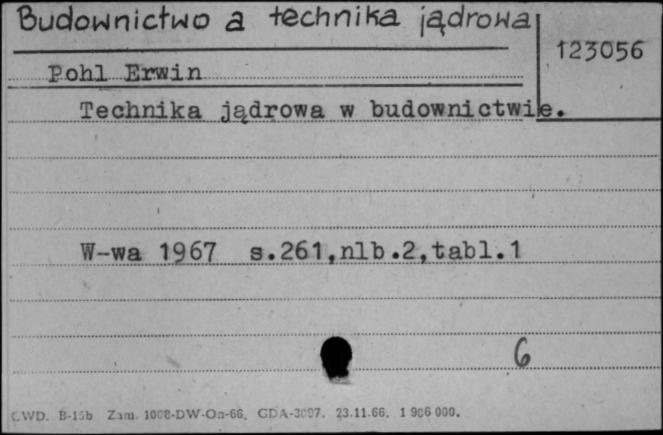 Budownictwo a technika jądrowa
123056
Pohl Erwin
Technika jądrowa w budownictwie.
W-wa 1967 s.261,nlb.2,tabl.1
6
CWD. B-15b Zam. 1008-DW-On-66. GDA-3097. 23.11.66. 1 906 000.